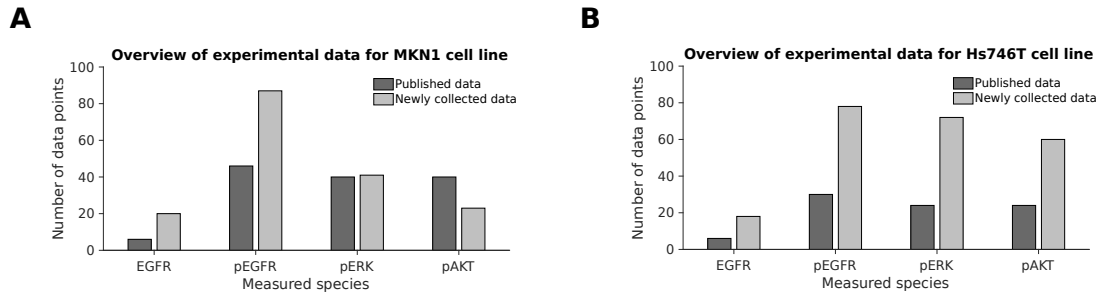 A
Overview of experimental data for MKN1 cell line
Published data
Newly collected data
Number of data points
100
80
60
40
20
0
EGFR pEGFR pERK pAKT
Measured species
B
Overview of experimental data for Hs746T cell line
Published data
Newly collected data
Number of data points
100
80
60
40
20
0
EGFR pEGFR pERK pAKT
Measured species